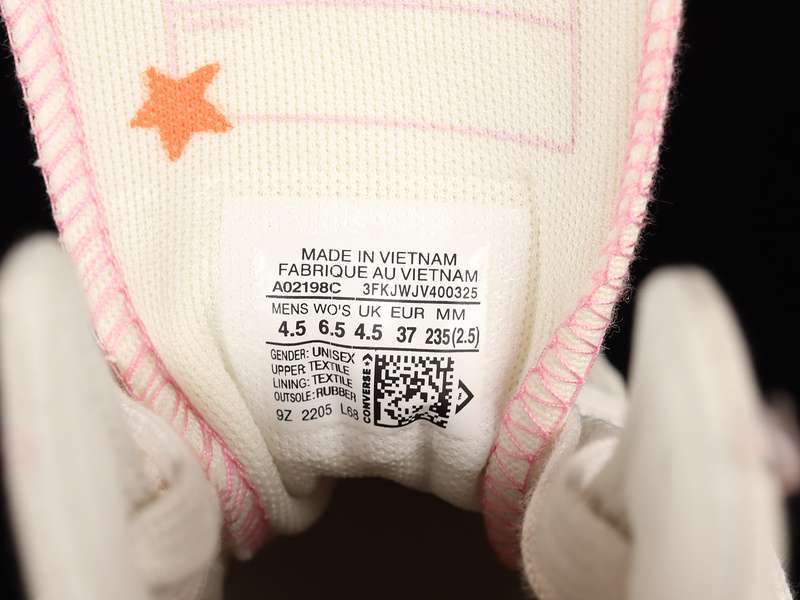 MADE IN VIETNAM
FABRIQUE AU VIETNAM
A02198C 3FKJWJV400325
MENS WO'S UK EUR MM
4.5 6.5 4.5 37 235(2.5)
GENDER: UNISEX
UPPER: TEXTILE
LINING: TEXTILE
OUTSOLE: RUBBER
9Z 2205 L68
CONVERSE